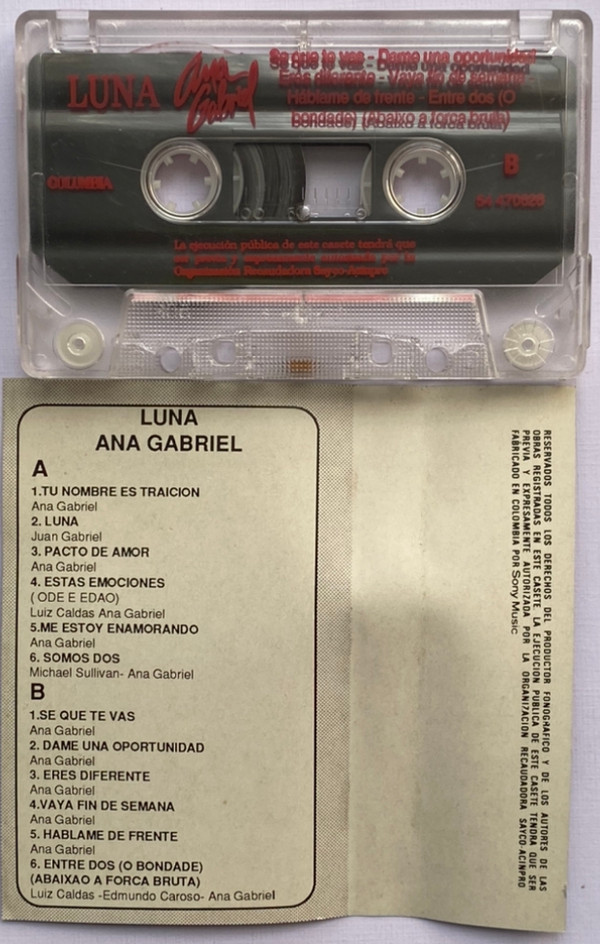 LUNA Ana Gabriel
Se que te vas - Dame una oportunidad
Eres diferente - Vaya fin de semana
Háblame de frente - Entre dos (O
bondade) (Abaixo a forca bruta)
COLUMBIA
B
54 470626
La ejecución pública de este casete tendrá que
ser previa y expresamente autorizada por la
Organización Recaudadora Sayco-Acinpro
LUNA
ANA GABRIEL
A
1.TU NOMBRE ES TRAICION
Ana Gabriel
2. LUNA
Juan Gabriel
3. PACTO DE AMOR
Ana Gabriel
4. ESTAS EMOCIONES
( ODE E EDAO)
Luiz Caldas Ana Gabriel
5.ME ESTOY ENAMORANDO
Ana Gabriel
6. SOMOS DOS
Michael Sullivan- Ana Gabriel
B
1.SE QUE TE VAS
Ana Gabriel
2. DAME UNA OPORTUNIDAD
Ana Gabriel
3. ERES DIFERENTE
Ana Gabriel
4.VAYA FIN DE SEMANA
Ana Gabriel
5. HABLAME DE FRENTE
Ana Gabriel
6. ENTRE DOS (O BONDADE)
(ABAIXAO A FORCA BRUTA)
Luiz Caldas -Edmundo Caroso- Ana Gabriel
RESERVADOS TODOS LOS DERECHOS DEL PRODUCTOR FONOGRAFICO Y DE LOS AUTORTES DE LAS
OBRAS REGISTRADAS EN ESTE CASETE LA EJECUCION PUBLICA DE ESTE CASETE TENDRA QUE SER
PREVIA Y EXPRESAMENTE AUTORIZADA POR LA ORGANIZACION RECAUDADORA SAYCO-ACINPRO
FABRICADO EN COLOMBIA POR Sony Music